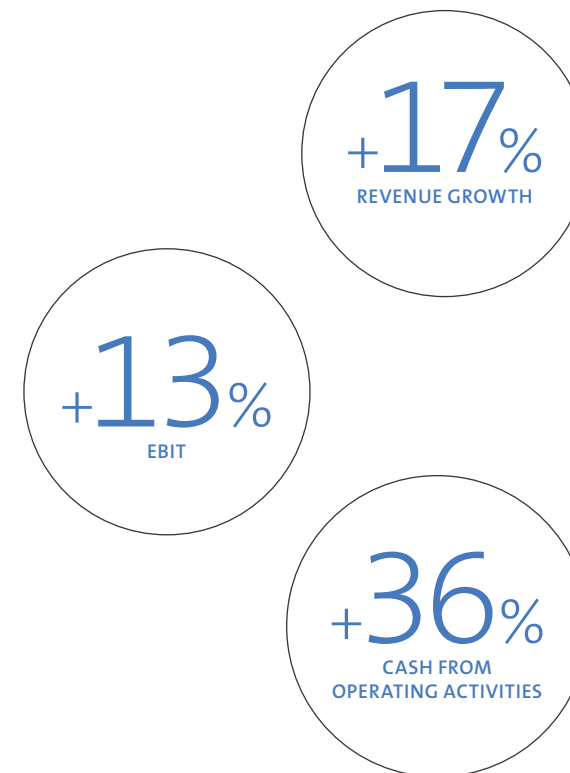 +17%
REVENUE GROWTH
+13%
EBIT
+36%
CASH FROM
OPERATING ACTIVITIES